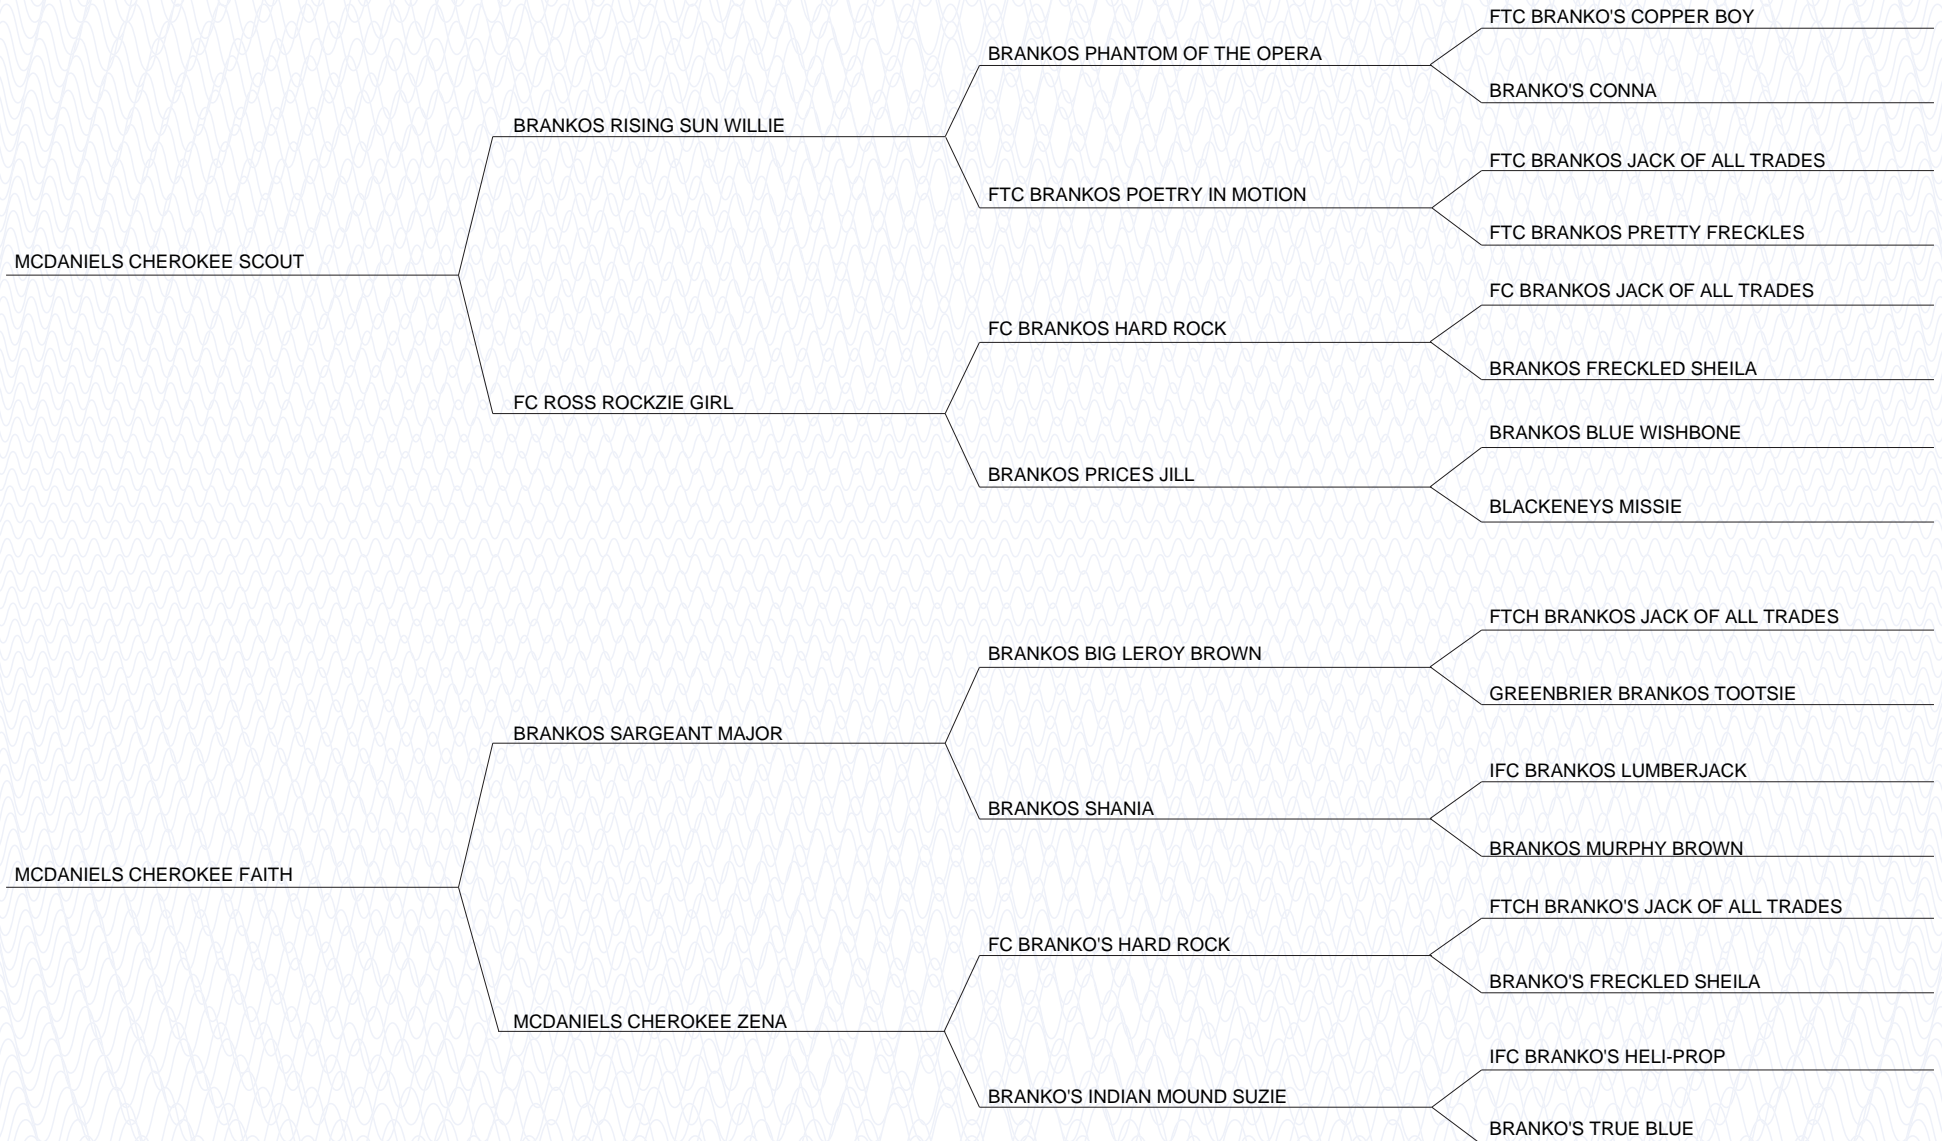 FTC BRANKO'S COPPER BOY
BRANKOS PHANTOM OF THE OPERA
BRANKO'S CONNA
BRANKOS RISING SUN WILLIE
FTC BRANKOS JACK OF ALL TRADES
FTC BRANKOS POETRY IN MOTION
FTC BRANKOS PRETTY FRECKLES
MCDANIELS CHEROKEE SCOUT
FC BRANKOS JACK OF ALL TRADES
FC BRANKOS HARD ROCK
BRANKOS FRECKLED SHEILA
FC ROSS ROCKZIE GIRL
BRANKOS BLUE WISHBONE
BRANKOS PRICES JILL
BLACKENEYS MISSIE
FTCH BRANKOS JACK OF ALL TRADES
BRANKOS BIG LEROY BROWN
GREENBRIER BRANKOS TOOTSIE
BRANKOS SARGEANT MAJOR
IFC BRANKOS LUMBERJACK
BRANKOS SHANIA
BRANKOS MURPHY BROWN
MCDANIELS CHEROKEE FAITH
FTCH BRANKO'S JACK OF ALL TRADES
FC BRANKO'S HARD ROCK
BRANKO'S FRECKLED SHEILA
MCDANIELS CHEROKEE ZENA
IFC BRANKO'S HELI-PROP
BRANKO'S INDIAN MOUND SUZIE
BRANKO'S TRUE BLUE